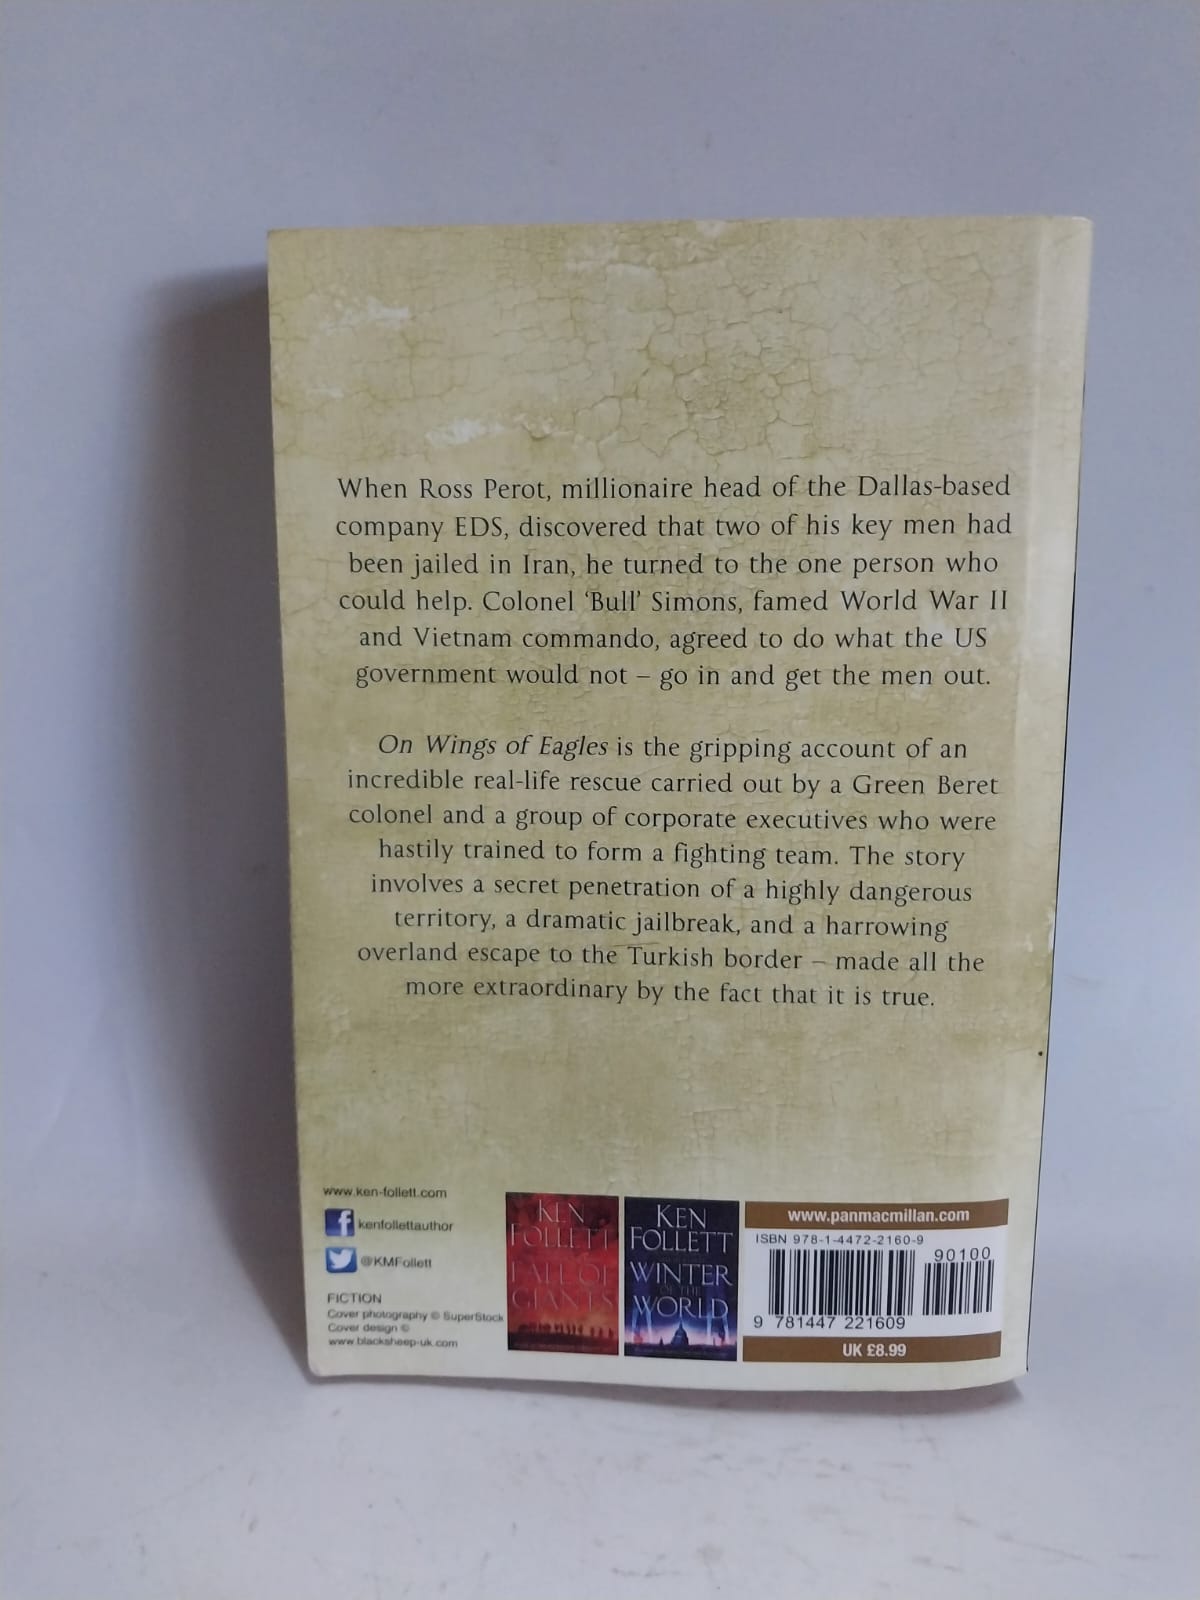 When Ross Perot, millionaire head of the Dallas-based
company EDS, discovered that two of his key men had
been jailed in Iran, he turned to the one person who
could help. Colonel ‘Bull’ Simons, famed World War II
and Vietnam commando, agreed to do what the US
government would not – go in and get the men out.
On Wings of Eagles is the gripping account of an
incredible real-life rescue carried out by a Green Beret
colonel and a group of corporate executives who were
hastily trained to form a fighting team. The story
involves a secret penetration of a highly dangerous
territory, a dramatic jailbreak, and a harrowing
overland escape to the Turkish border – made all the
more extraordinary by the fact that it is true.
www.ken-follett.com
f kenfollettauthor
@KMFollett
FICTION
Cover photography © SuperStock
Cover design ©
www.blacksheep-uk.com
KEN
FOLLETT
FALL OF
GIANTS
KEN
FOLLETT
WINTER
OF THE
WORLD
www.panmacmillan.com
ISBN 978-1-4472-2160-9
90100
9 781447 221609
UK £8.99